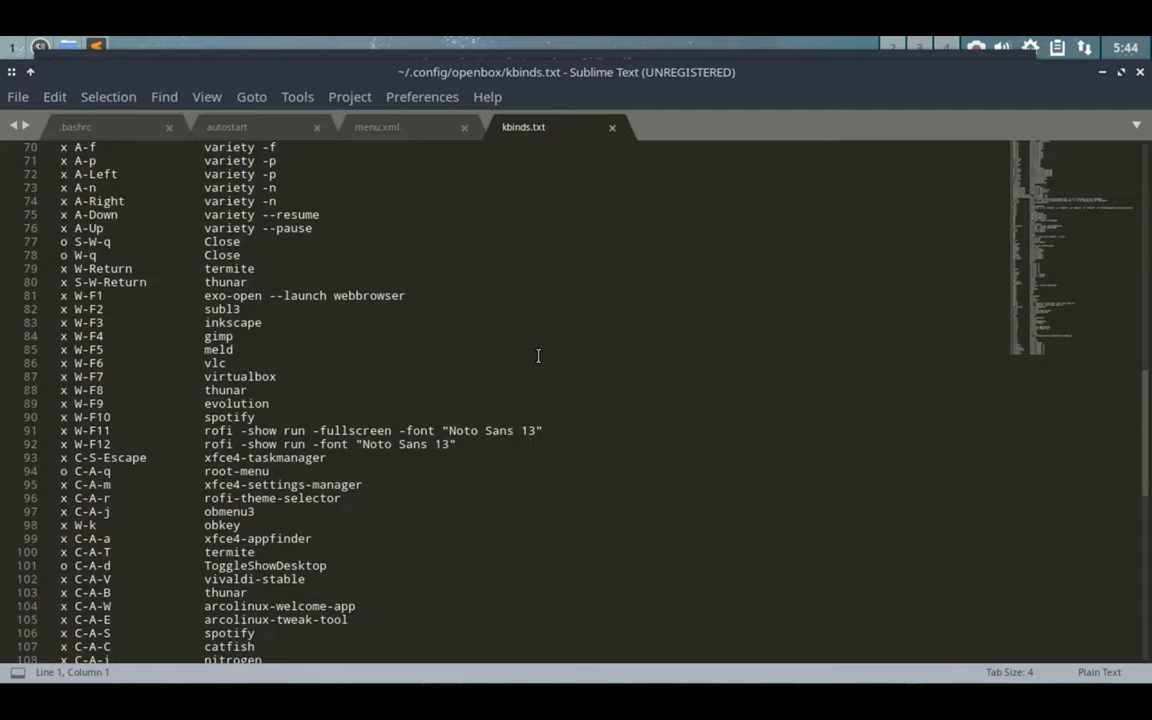 1 2 3 4 5:44
~/.config/openbox/kbinds.txt - Sublime Text (UNREGISTERED)
File Edit Selection Find View Goto Tools Project Preferences Help
.bashrc autostart menu.xml kbinds.txt
70 x A-f variety -f
71 x A-p variety -p
72 x A-Left variety -p
73 x A-n variety -n
74 x A-Right variety -n
75 x A-Down variety --resume
76 x A-Up variety --pause
77 o S-W-q Close
78 o W-q Close
79 x W-Return termite
80 x S-W-Return thunar
81 x W-F1 exo-open --launch webbrowser
82 x W-F2 subl3
83 x W-F3 inkscape
84 x W-F4 gimp
85 x W-F5 meld
86 x W-F6 vlc
87 x W-F7 virtualbox
88 x W-F8 thunar
89 x W-F9 evolution
90 x W-F10 spotify
91 x W-F11 rofi -show run -fullscreen -font "Noto Sans 13"
92 x W-F12 rofi -show run -font "Noto Sans 13"
93 x C-S-Escape xfce4-taskmanager
94 o C-A-q root-menu
95 x C-A-m xfce4-settings-manager
96 x C-A-r rofi-theme-selector
97 x C-A-j obmenu3
98 x W-k obkey
99 x C-A-a xfce4-appfinder
100 x C-A-T termite
101 o C-A-d ToggleShowDesktop
102 x C-A-V vivaldi-stable
103 x C-A-B thunar
104 x C-A-W arcolinux-welcome-app
105 x C-A-E arcolinux-tweak-tool
106 x C-A-S spotify
107 x C-A-C catfish
108 x C-A-i nitrogen
Line 1, Column 1 Tab Size: 4 Plain Text